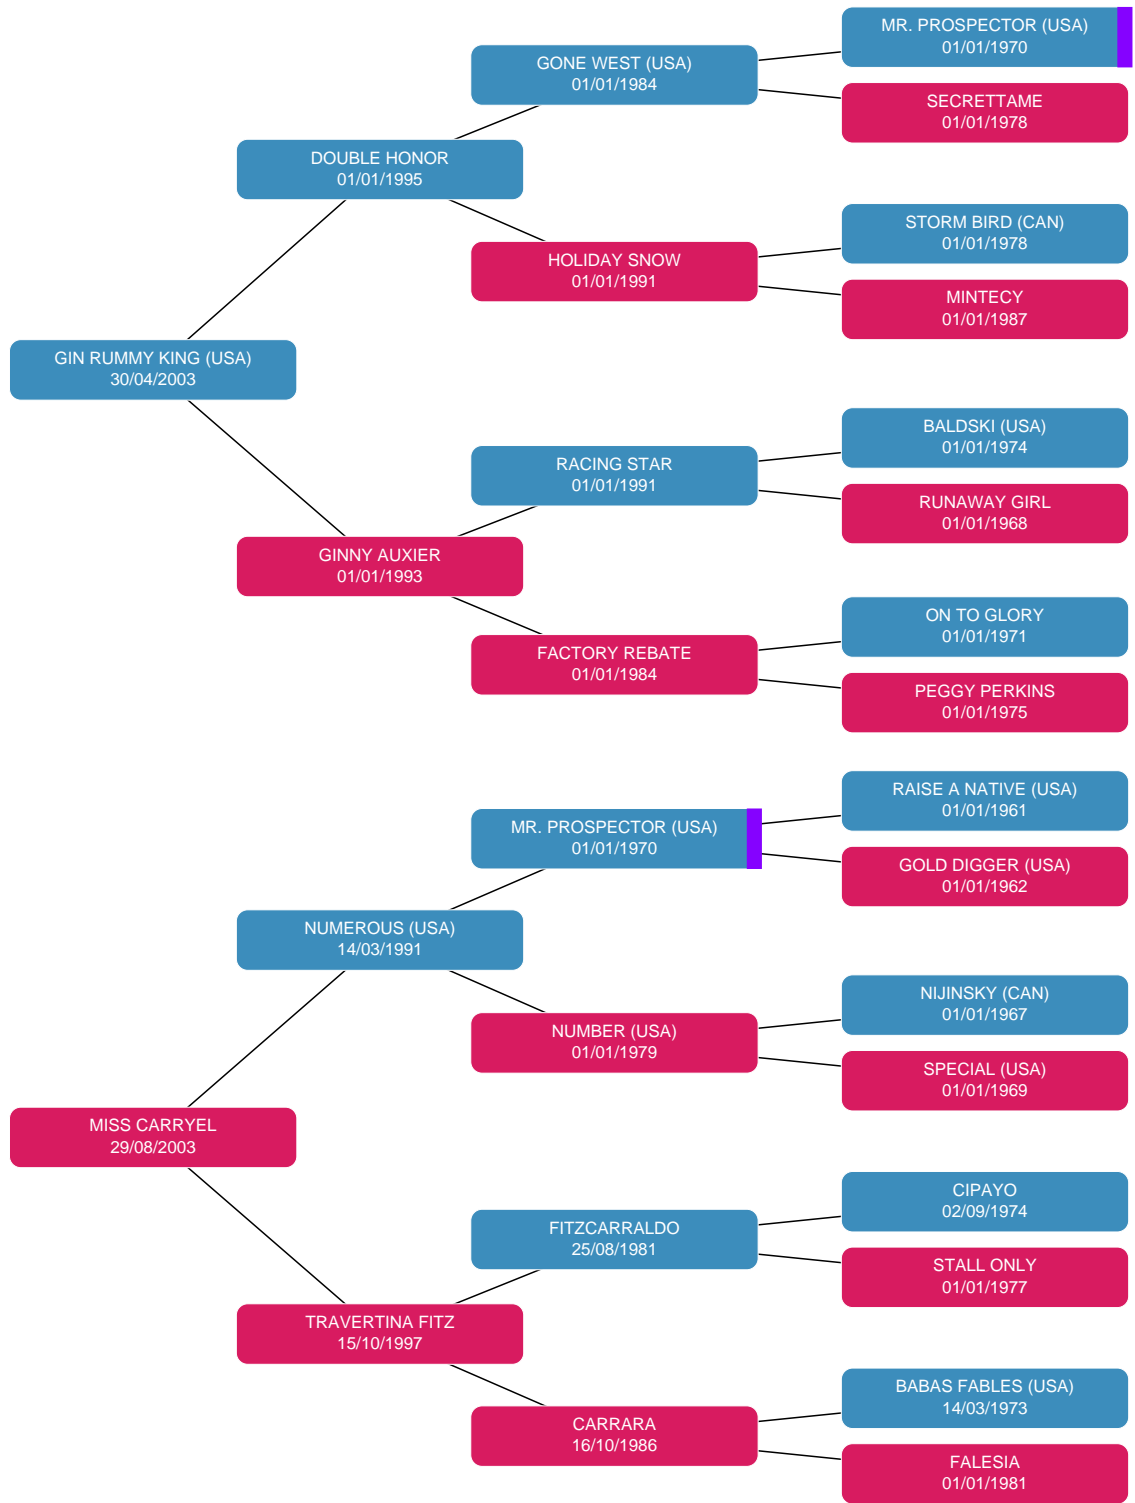 MR. PROSPECTOR (USA)
01/01/1970
GONE WEST (USA)
01/01/1984
SECRETTAME
01/01/1978
DOUBLE HONOR
01/01/1995
STORM BIRD (CAN)
01/01/1978
HOLIDAY SNOW
01/01/1991
MINTECY
01/01/1987
GIN RUMMY KING (USA)
30/04/2003
BALDSKI (USA)
01/01/1974
RACING STAR
01/01/1991
RUNAWAY GIRL
01/01/1968
GINNY AUXIER
01/01/1993
ON TO GLORY
01/01/1971
FACTORY REBATE
01/01/1984
PEGGY PERKINS
01/01/1975
RAISE A NATIVE (USA)
01/01/1961
MR. PROSPECTOR (USA)
01/01/1970
GOLD DIGGER (USA)
01/01/1962
NUMEROUS (USA)
14/03/1991
NIJINSKY (CAN)
01/01/1967
NUMBER (USA)
01/01/1979
SPECIAL (USA)
01/01/1969
MISS CARRYEL
29/08/2003
CIPAYO
02/09/1974
FITZCARRALDO
25/08/1981
STALL ONLY
01/01/1977
TRAVERTINA FITZ
15/10/1997
BABAS FABLES (USA)
14/03/1973
CARRARA
16/10/1986
FALESIA
01/01/1981